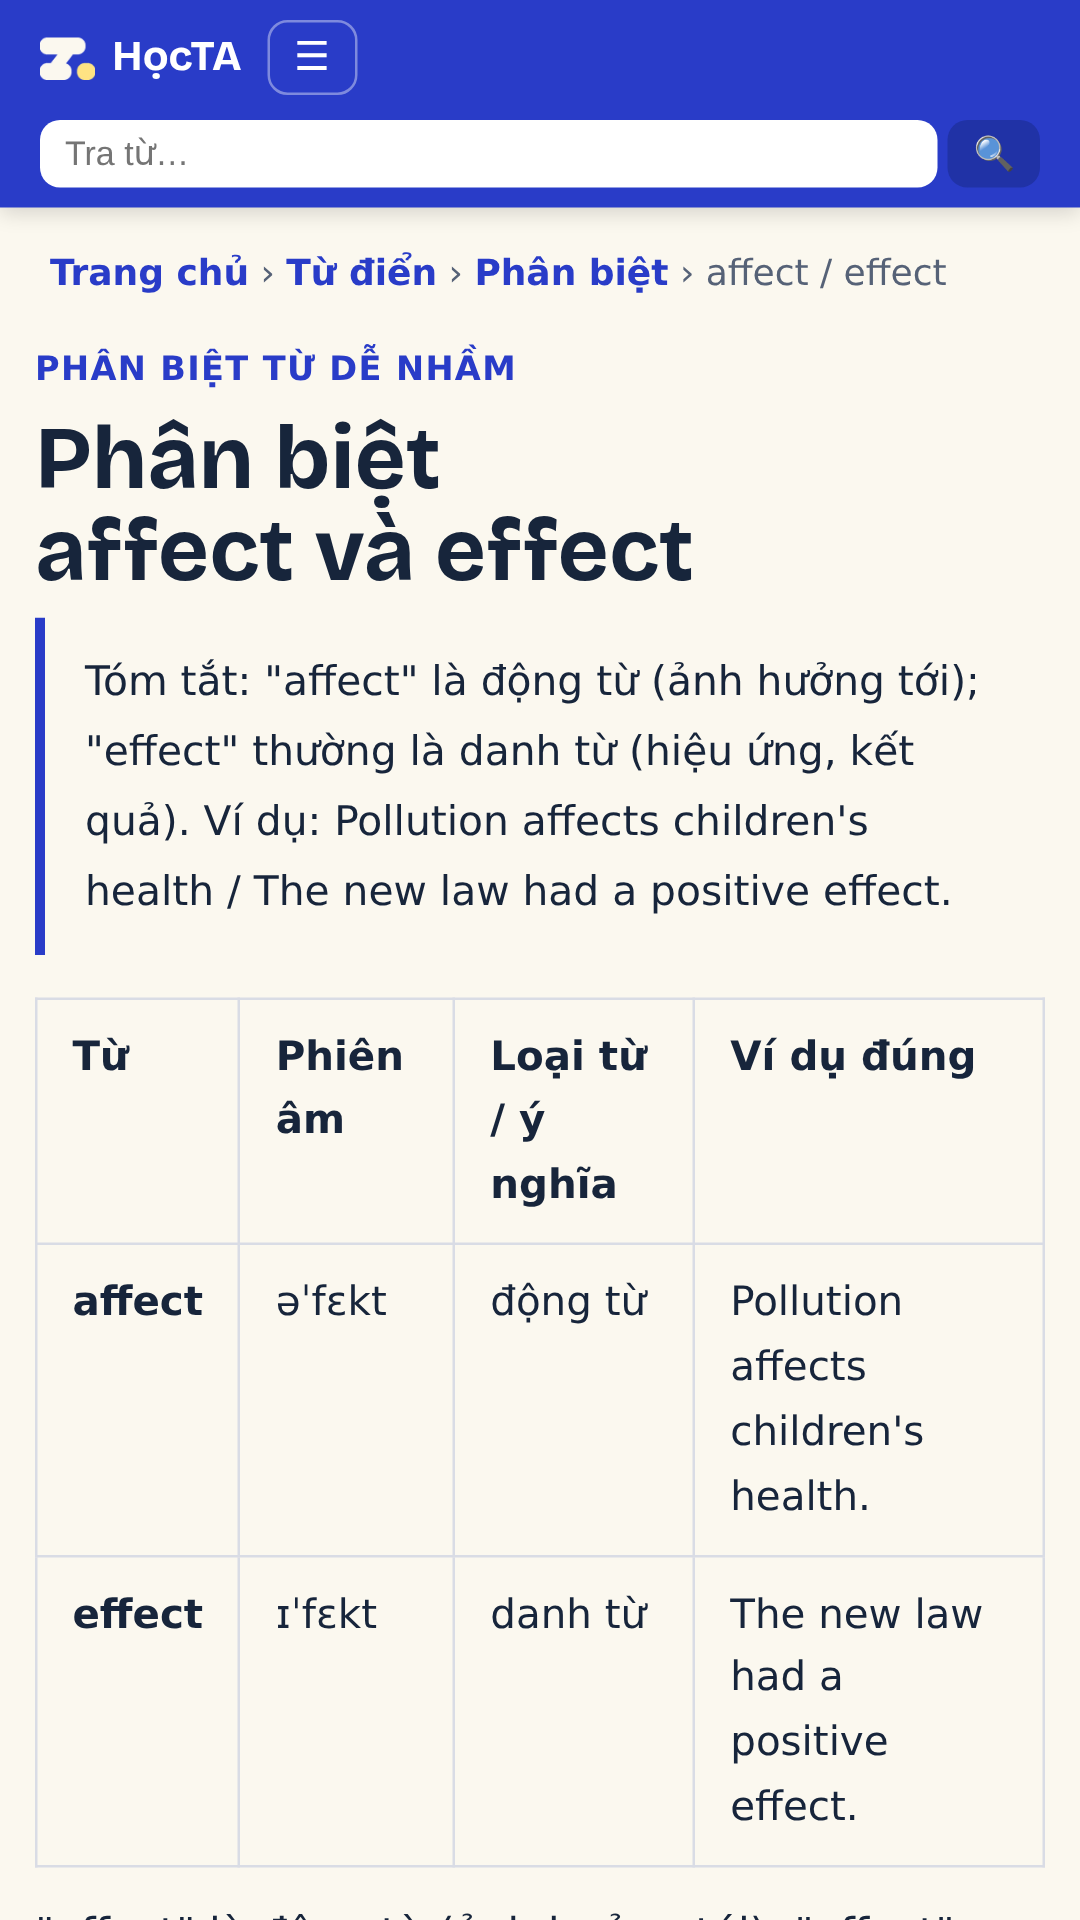 HọcTA ☰
Tra từ...
Trang chủ › Từ điển › Phân biệt › affect / effect
PHÂN BIỆT TỪ DỄ NHẦM
Phân biệt
affect và effect
Tóm tắt: "affect" là động từ (ảnh hưởng tới);
"effect" thường là danh từ (hiệu ứng, kết
quả). Ví dụ: Pollution affects children's
health / The new law had a positive effect.
Từ
Phiên
âm
Loại từ
/ ý
nghĩa
Ví dụ đúng
affect
əˈfɛkt
động từ
Pollution
affects
children's
health.
effect
ɪˈfɛkt
danh từ
The new law
had a
positive
effect.